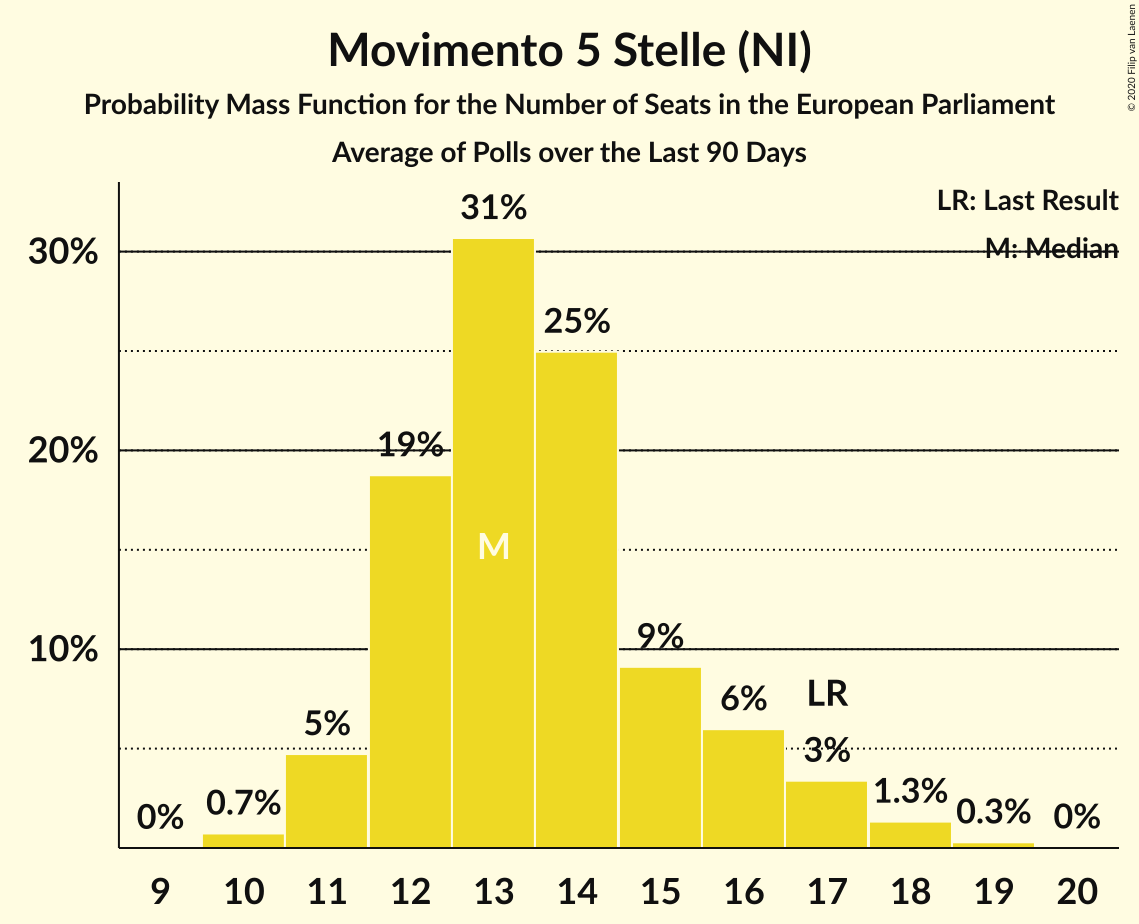 Movimento 5 Stelle (NI)
Probability Mass Function for the Number of Seats in the European Parliament
Average of Polls over the Last 90 Days
© 2020 Filip van Laenen
LR: Last Result
M: Median
30%
20%
10%
0%
0.7%
5%
19%
31%
M
25%
9%
6%
LR
3%
1.3%
0.3%
0%
9 10 11 12 13 14 15 16 17 18 19 20